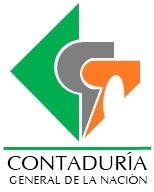 CONTADURÍA
GENERAL DE LA NACIÓN